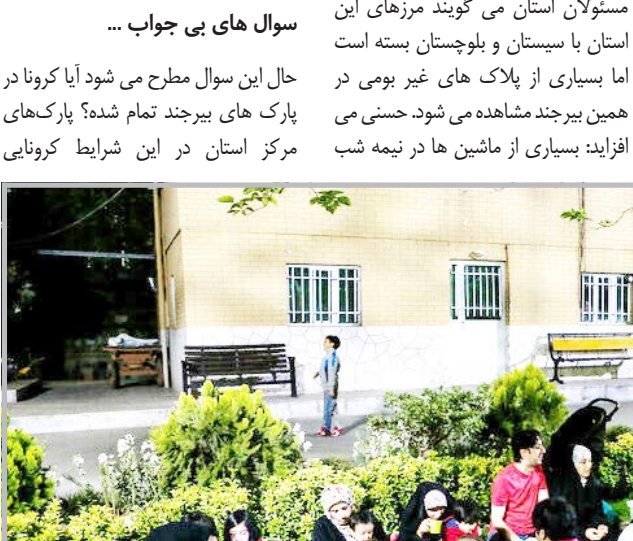 مسئولان استان می گویند مرزهای این
استان با سیستان و بلوچستان بسته است
اما بسیاری از پلاک های غیر بومی در
همین بیرجند مشاهده می شود. حسنی می
افزاید: بسیاری از ماشین ها در نیمه شب
سوال های بی جواب ...
حال این سوال مطرح می شود آیا کرونا در
پارک های بیرجند تمام شده؟ پارک‌های
مرکز استان در این شرایط کرونایی